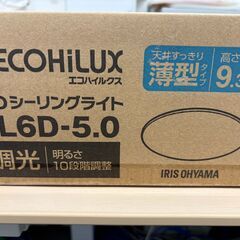 ECOHiLUX
エコハイルクス
Dシーリングライト
L6D-5.0
調光
明るさ
10段階調整
天井すっきり
薄型タイプ
高さ
9.
IRIS OHYAMA